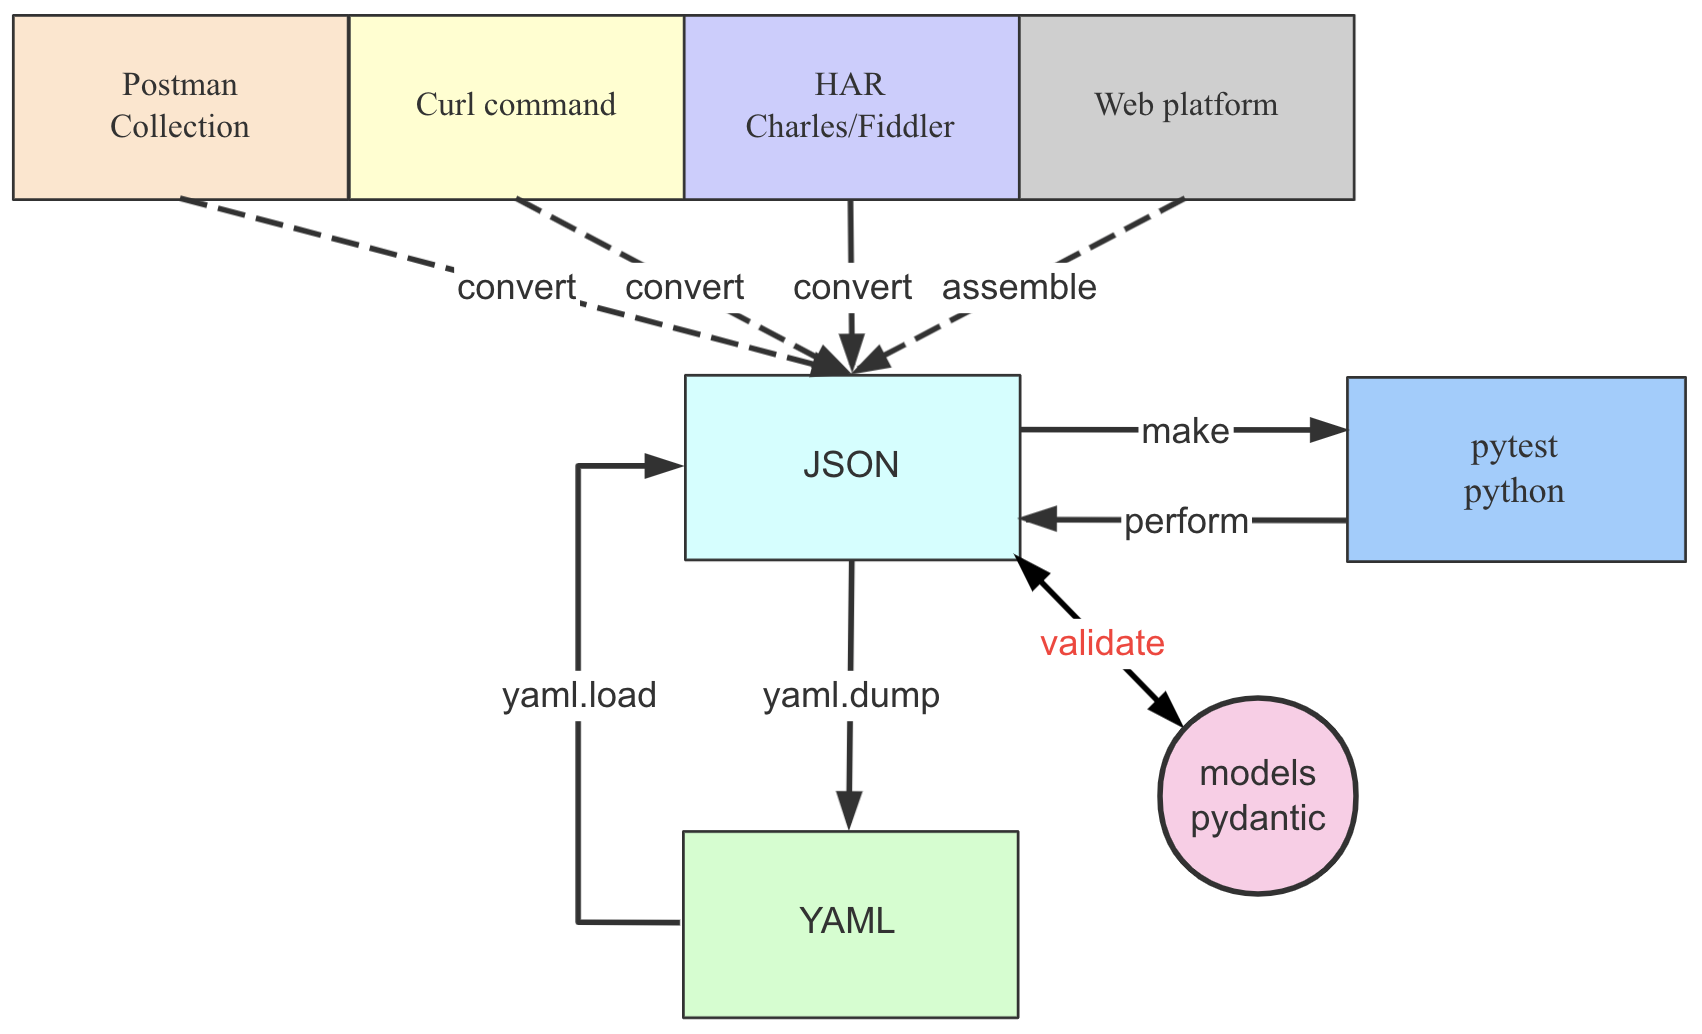 Postman
Collection
Curl command
HAR
Charles/Fiddler
Web platform
convert
convert
convert
assemble
JSON
make
perform
pytest
python
validate
yaml.load
yaml.dump
models
pydantic
YAML